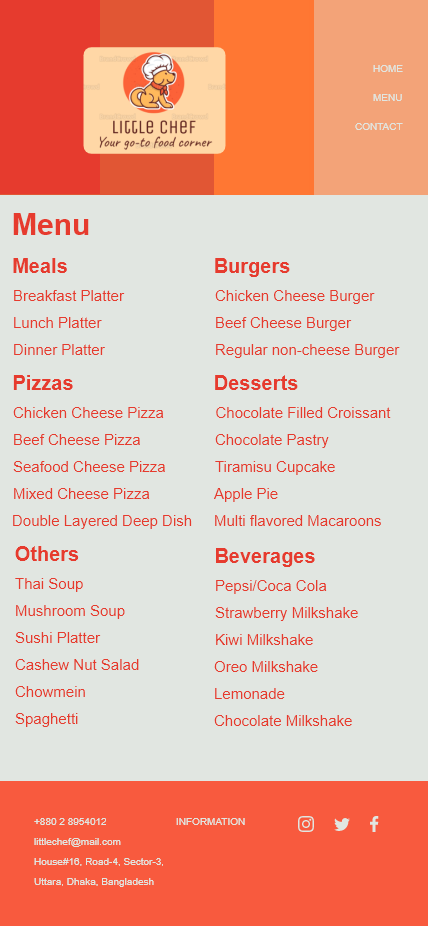 LITTLE CHEF
Your go-to food corner
HOME
MENU
CONTACT
Menu
Meals
Breakfast Platter
Lunch Platter
Dinner Platter
Burgers
Chicken Cheese Burger
Beef Cheese Burger
Regular non-cheese Burger
Pizzas
Chicken Cheese Pizza
Beef Cheese Pizza
Seafood Cheese Pizza
Mixed Cheese Pizza
Double Layered Deep Dish
Desserts
Chocolate Filled Croissant
Chocolate Pastry
Tiramisu Cupcake
Apple Pie
Multi flavored Macaroons
Others
Thai Soup
Mushroom Soup
Sushi Platter
Cashew Nut Salad
Chowmein
Spaghetti
Beverages
Pepsi/Coca Cola
Strawberry Milkshake
Kiwi Milkshake
Oreo Milkshake
Lemonade
Chocolate Milkshake
+880 2 8954012
littlechef@mail.com
House#16, Road-4, Sector-3,
Uttara, Dhaka, Bangladesh
INFORMATION